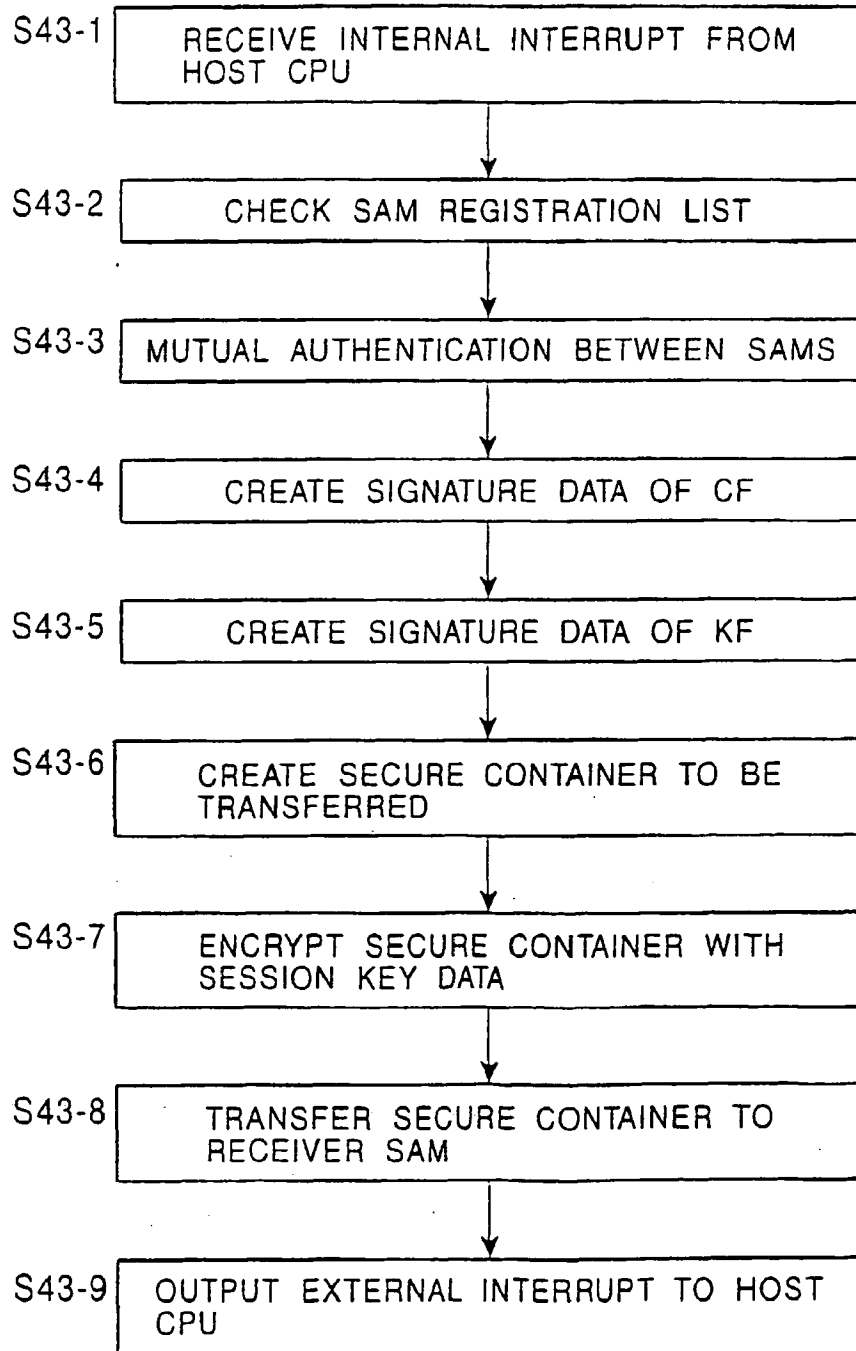 S43-1
RECEIVE INTERNAL INTERRUPT FROM
HOST CPU
S43-2
CHECK SAM REGISTRATION LIST
S43-3
MUTUAL AUTHENTICATION BETWEEN SAMS
S43-4
CREATE SIGNATURE DATA OF CF
S43-5
CREATE SIGNATURE DATA OF KF
S43-6
CREATE SECURE CONTAINER TO BE
TRANSFERRED
S43-7
ENCRYPT SECURE CONTAINER WITH
SESSION KEY DATA
S43-8
TRANSFER SECURE CONTAINER TO
RECEIVER SAM
S43-9
OUTPUT EXTERNAL INTERRUPT TO HOST
CPU